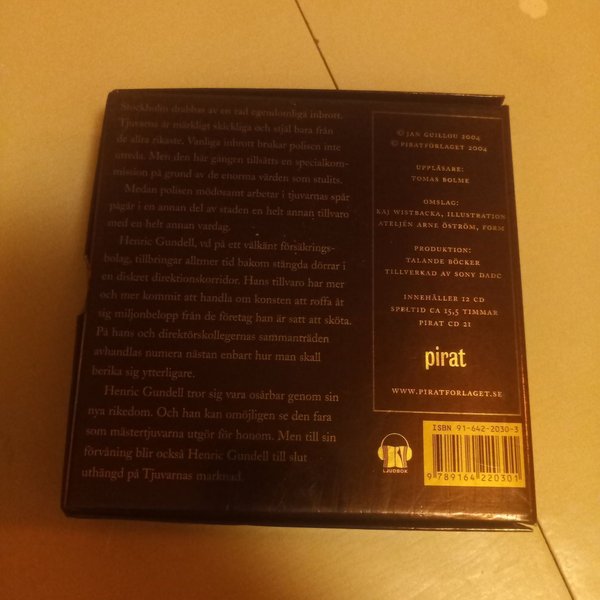 Stockholm drabbas av en rad egendomliga inbrott.
Tjuvarna är märkligt skickliga och stjäl bara från
de allra rikaste. Vanliga inbrott brukar polisen inte
utreda. Men den här gången tillsätts en specialkom-
mission på grund av de enorma värden som stulits.
Medan polisen mödosamt arbetar i tjuvarnas spår
pågår i en annan del av staden en helt annan tillvaro
med en helt annan vardag.
Henric Gundell, vd på ett välkänt försäkrings-
bolag, tillbringar alltmer tid bakom stängda dörrar i
en diskret direktionskorridor. Hans tillvaro har mer
och mer kommit att handla om konsten att roffa åt
sig miljonbelopp från de företag han är satt att sköta.
På hans och direktörskollegernas sammanträden
avhandlas numera nästan enbart hur man skall
berika sig ytterligare.
Henric Gundell tror sig vara osårbar genom sin
nya rikedom. Och han kan omöjligen se den fara
som mästertjuvarna utgör för honom. Men till sin
förvåning blir också Henric Gundell till slut
uthängd på Tjuvarnas marknad.
© JAN GUILLOU 2004
© PIRATFÖRLAGET 2004
UPPLÄSARE:
TOMAS BOLME
OMSLAG:
KAJ WISTBACKA, ILLUSTRATION
ATELJÉN ARNE ÖSTRÖM, FORM
PRODUKTION:
TALANDE BÖCKER
TILLVERKAD AV SONY DADC
INNEHÅLLER 12 CD
SPELTID CA 15,5 TIMMAR
PIRAT CD 21
pirat
WWW.PIRATFORLAGET.SE
LJUDBOK
ISBN 91-642-2030-3
9 789164 220301